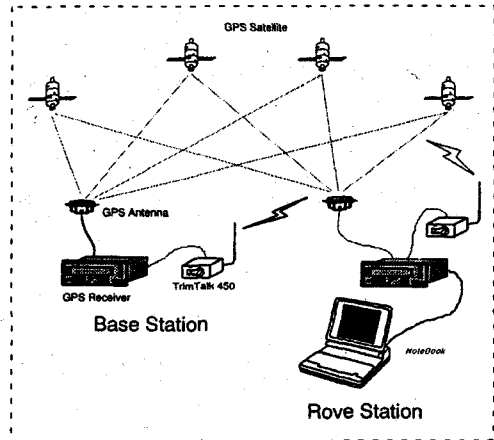 GPS Satellite
GPS Antenna
GPS Receiver
TrimTalk 450
Base Station
NoteBook
Rove Station